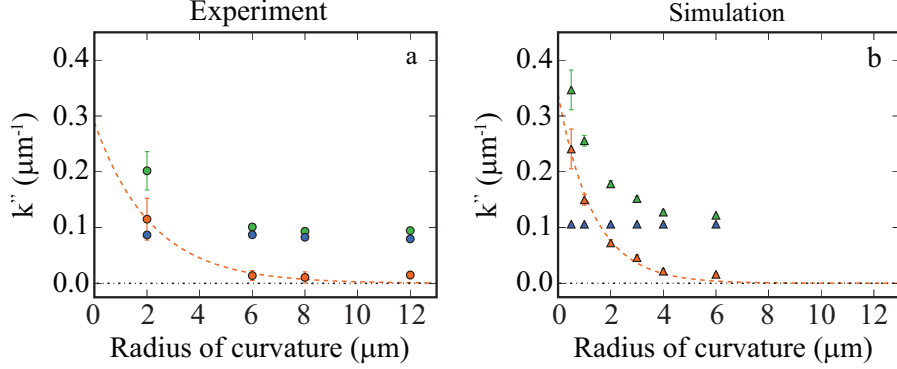 Experiment
a
0.4
0.3
0.2
0.1
0.0
k” (μm⁻¹)
0 2 4 6 8 10 12
Radius of curvature (μm)
Simulation
b
0.4
0.3
0.2
0.1
0.0
k” (μm⁻¹)
0 2 4 6 8 10 12
Radius of curvature (μm)